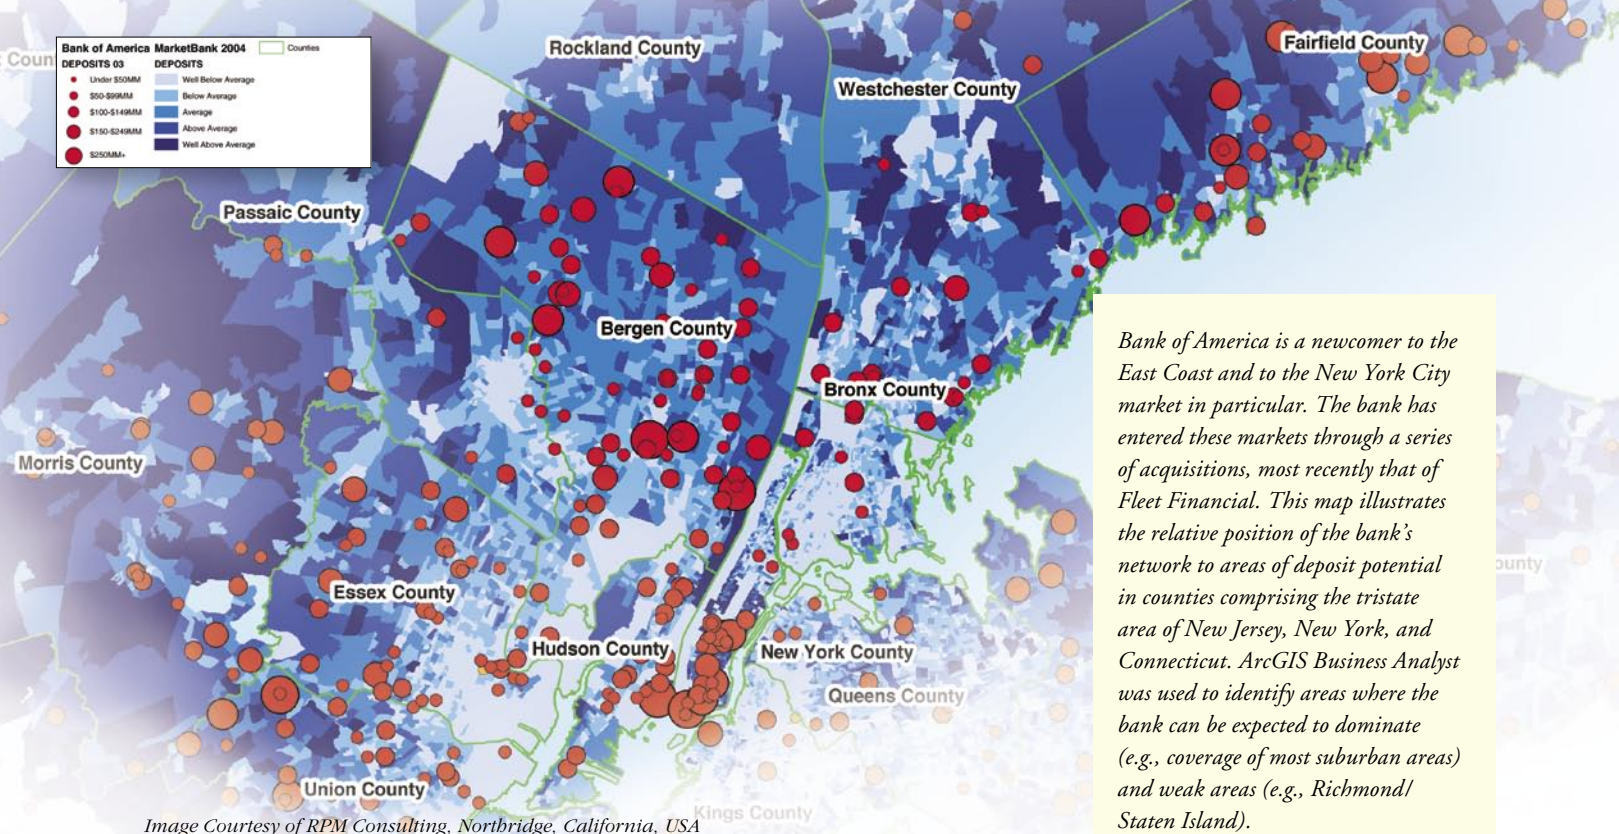 Bank of America MarketBank 2004
Counties
DEPOSITS 03
DEPOSITS
Under $50MM
$50-$99MM
$100-$149MM
$150-$249MM
$250MM+
Well Below Average
Below Average
Average
Above Average
Well Above Average
Rockland County
Fairfield County
Westchester County
Passaic County
Bergen County
Bronx County
Morris County
Essex County
Hudson County
New York County
Queens County
Union County
Kings County
Image Courtesy of RPM Consulting, Northridge, California, USA
Bank of America is a newcomer to the
East Coast and to the New York City
market in particular. The bank has
entered these markets through a series
of acquisitions, most recently that of
Fleet Financial. This map illustrates
the relative position of the bank’s
network to areas of deposit potential
in counties comprising the tristate
area of New Jersey, New York, and
Connecticut. ArcGIS Business Analyst
was used to identify areas where the
bank can be expected to dominate
(e.g., coverage of most suburban areas)
and weak areas (e.g., Richmond/
Staten Island).